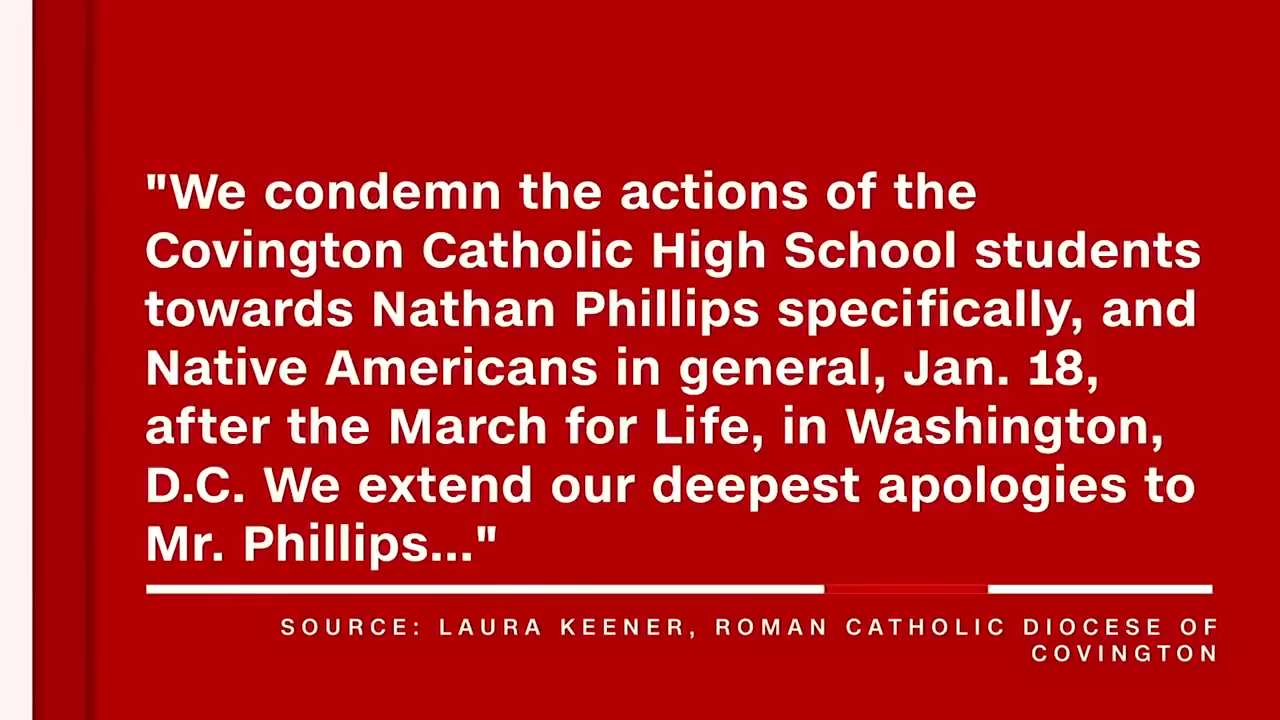 "We condemn the actions of the
Covington Catholic High School students
towards Nathan Phillips specifically, and
Native Americans in general, Jan. 18,
after the March for Life, in Washington,
D.C. We extend our deepest apologies to
Mr. Phillips..."
SOURCE: LAURA KEENER, ROMAN CATHOLIC DIOCESE OF
COVINGTON